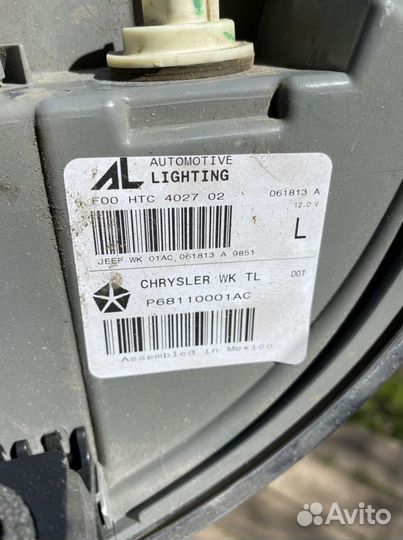 AL AUTOMOTIVE
LIGHTING
F00 HTC 4027 02
061813 A
12.0 V
L
JEEP WK 01AC 061813 A 9851
CHRYSLER WK TL
DOT
P68110001AC
Assembled in Mexico
Avito